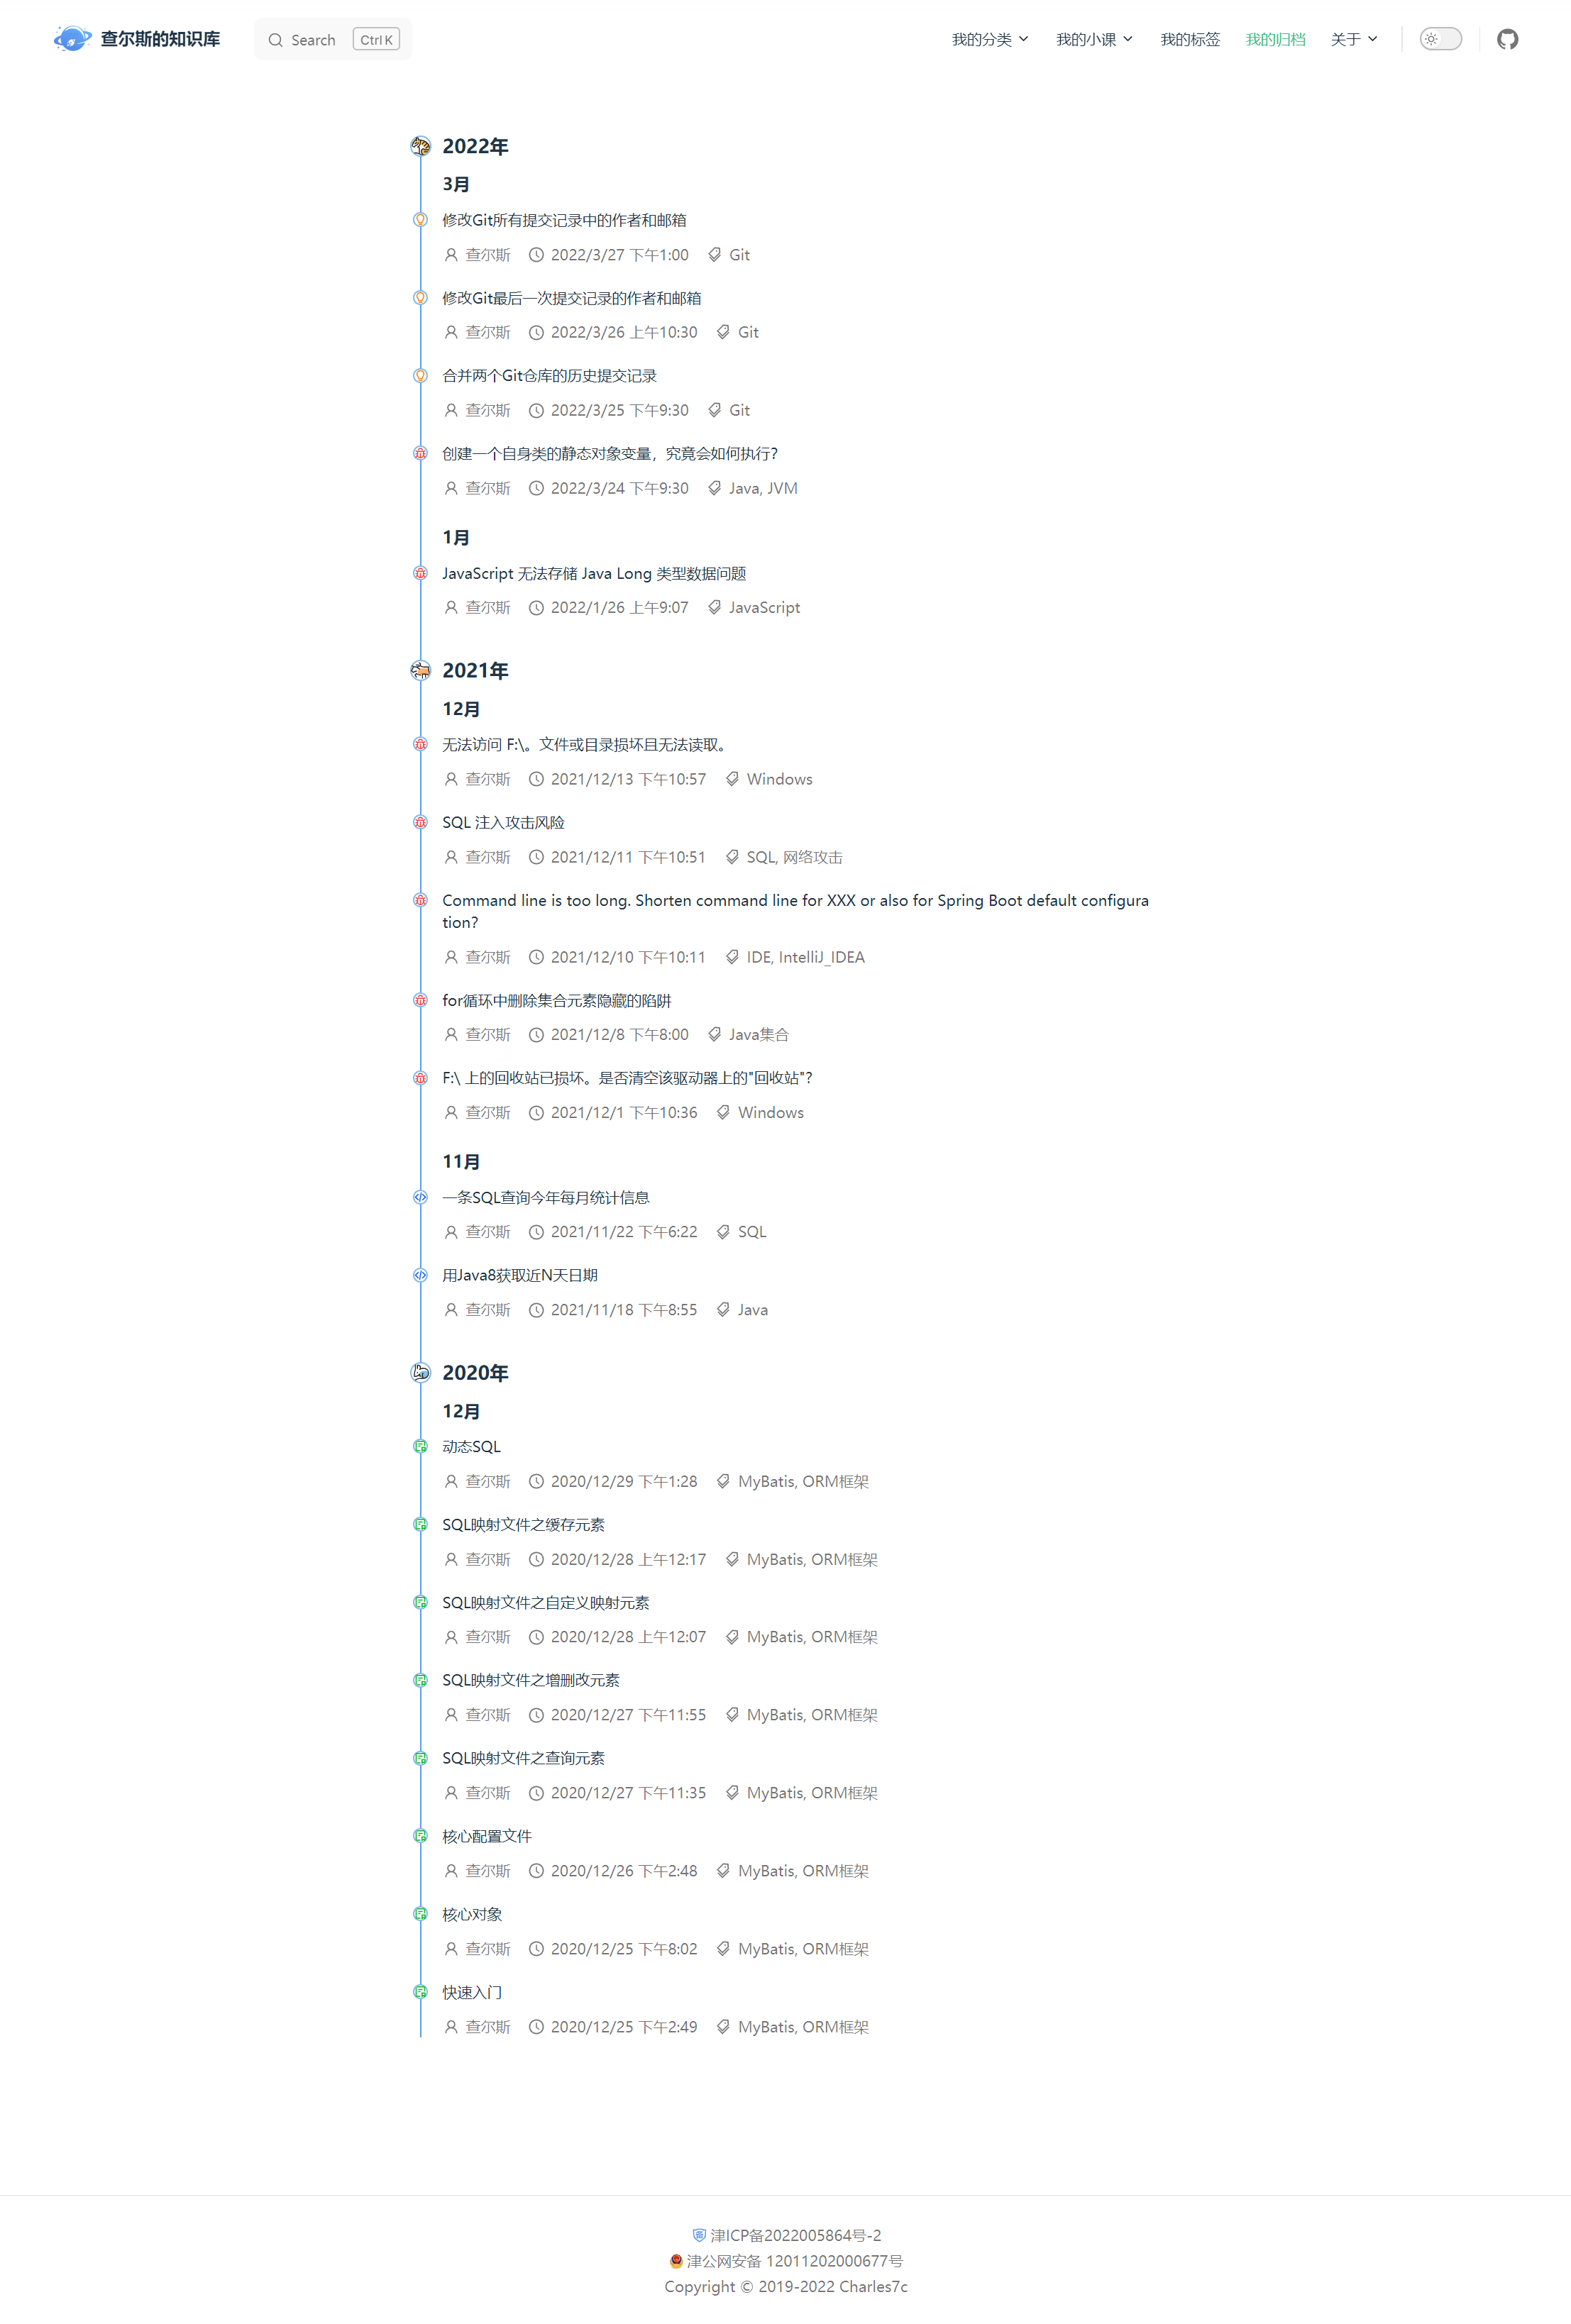 查尔斯的知识库 Search Ctrl K 我的分类 我的小课 我的标签 我的归档 关于
2022年
3月
修改Git所有提交记录中的作者和邮箱
查尔斯 2022/3/27 下午1:00 Git
修改Git最后一次提交记录的作者和邮箱
查尔斯 2022/3/26 上午10:30 Git
合并两个Git仓库的历史提交记录
查尔斯 2022/3/25 下午9:30 Git
创建一个自身类的静态对象变量，究竟会如何执行？
查尔斯 2022/3/24 下午9:30 Java, JVM
1月
JavaScript 无法存储 Java Long 类型数据问题
查尔斯 2022/1/26 上午9:07 JavaScript
2021年
12月
无法访问 F:\。文件或目录损坏且无法读取。
查尔斯 2021/12/13 下午10:57 Windows
SQL 注入攻击风险
查尔斯 2021/12/11 下午10:51 SQL, 网络攻击
Command line is too long. Shorten command line for XXX or also for Spring Boot default configura
tion?
查尔斯 2021/12/10 下午10:11 IDE, IntelliJ_IDEA
for循环中删除集合元素隐藏的陷阱
查尔斯 2021/12/8 下午8:00 Java集合
F:\ 上的回收站已损坏。是否清空该驱动器上的"回收站"?
查尔斯 2021/12/1 下午10:36 Windows
11月
一条SQL查询今年每月统计信息
查尔斯 2021/11/22 下午6:22 SQL
用Java8获取近N天日期
查尔斯 2021/11/18 下午8:55 Java
2020年
12月
动态SQL
查尔斯 2020/12/29 下午1:28 MyBatis, ORM框架
SQL映射文件之缓存元素
查尔斯 2020/12/28 上午12:17 MyBatis, ORM框架
SQL映射文件之自定义映射元素
查尔斯 2020/12/28 上午12:07 MyBatis, ORM框架
SQL映射文件之增删改元素
查尔斯 2020/12/27 下午11:55 MyBatis, ORM框架
SQL映射文件之查询元素
查尔斯 2020/12/27 下午11:35 MyBatis, ORM框架
核心配置文件
查尔斯 2020/12/26 下午2:48 MyBatis, ORM框架
核心对象
查尔斯 2020/12/25 下午8:02 MyBatis, ORM框架
快速入门
查尔斯 2020/12/25 下午2:49 MyBatis, ORM框架
津ICP备2022005864号-2
津公网安备 12011202000677号
Copyright © 2019-2022 Charles7c